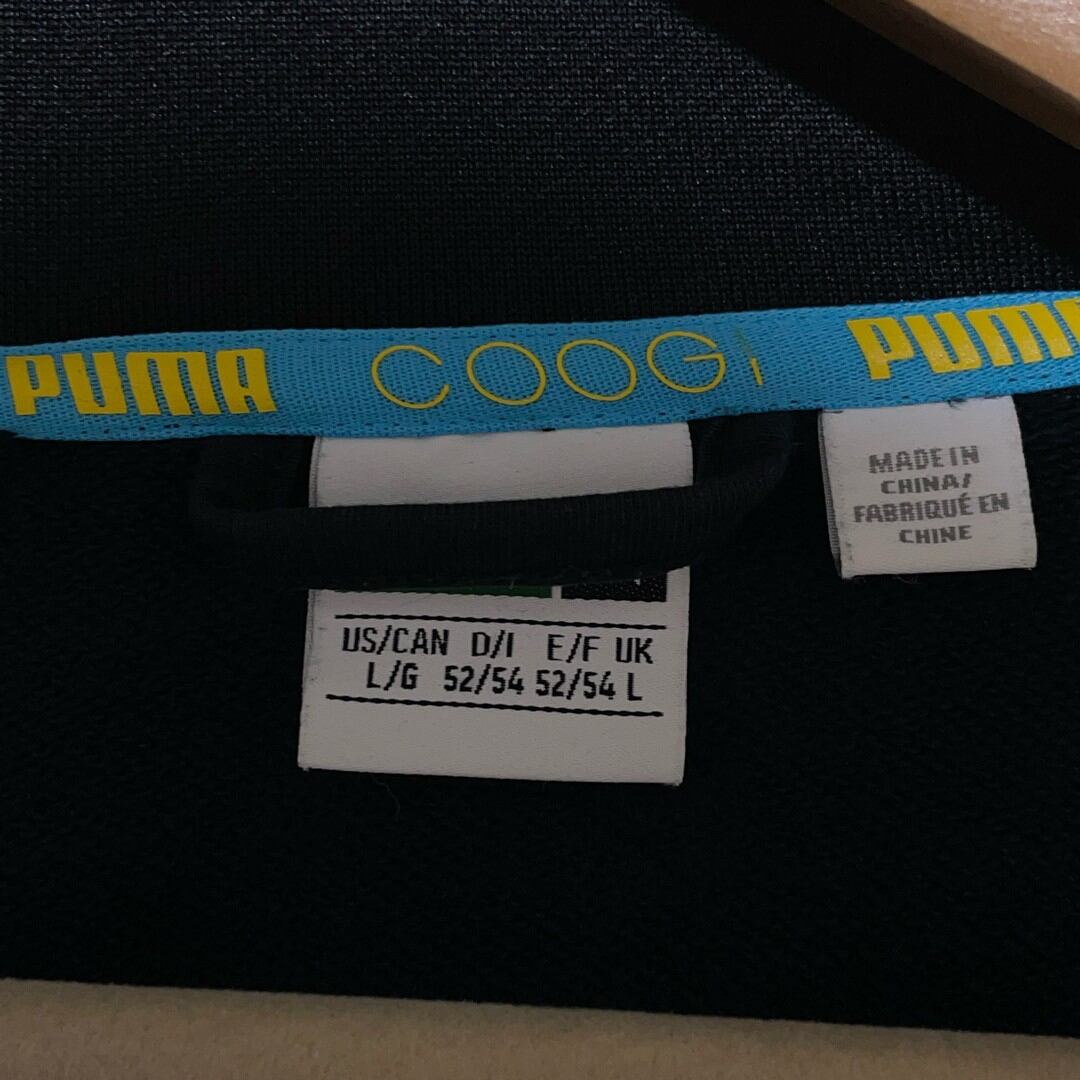 PUMA COOGI PUMA
MADE IN
CHINA/
FABRIQUÉ EN
CHINE
US/CAN D/I E/F UK
L/G 52/54 52/54 L